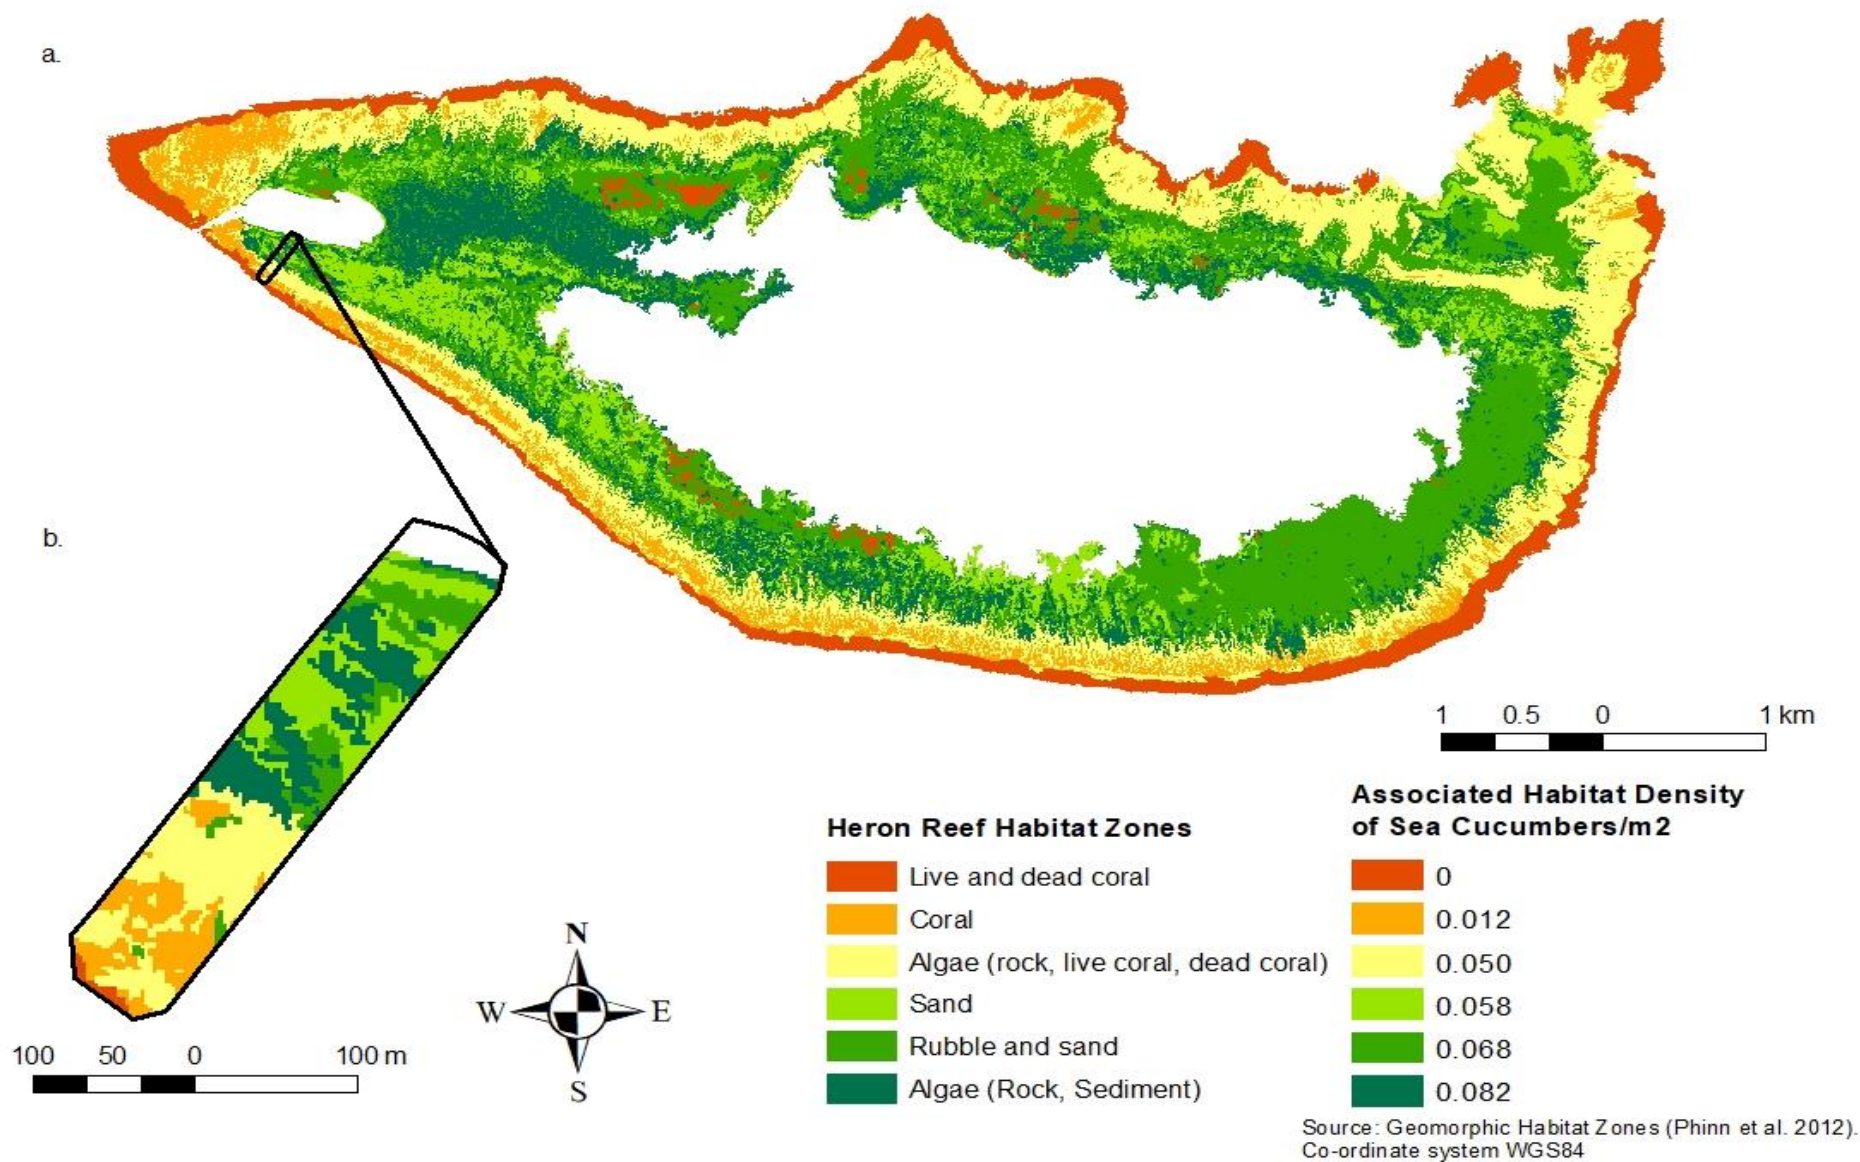 a.
b.
1 0.5 0 1 km
100 50 0 100 m
N
W E
S
Heron Reef Habitat Zones
Live and dead coral
Coral
Algae (rock, live coral, dead coral)
Sand
Rubble and sand
Algae (Rock, Sediment)
Associated Habitat Density
of Sea Cucumbers/m2
0
0.012
0.050
0.058
0.068
0.082
Source: Geomorphic Habitat Zones (Phinn et al. 2012).
Co-ordinate system WGS84